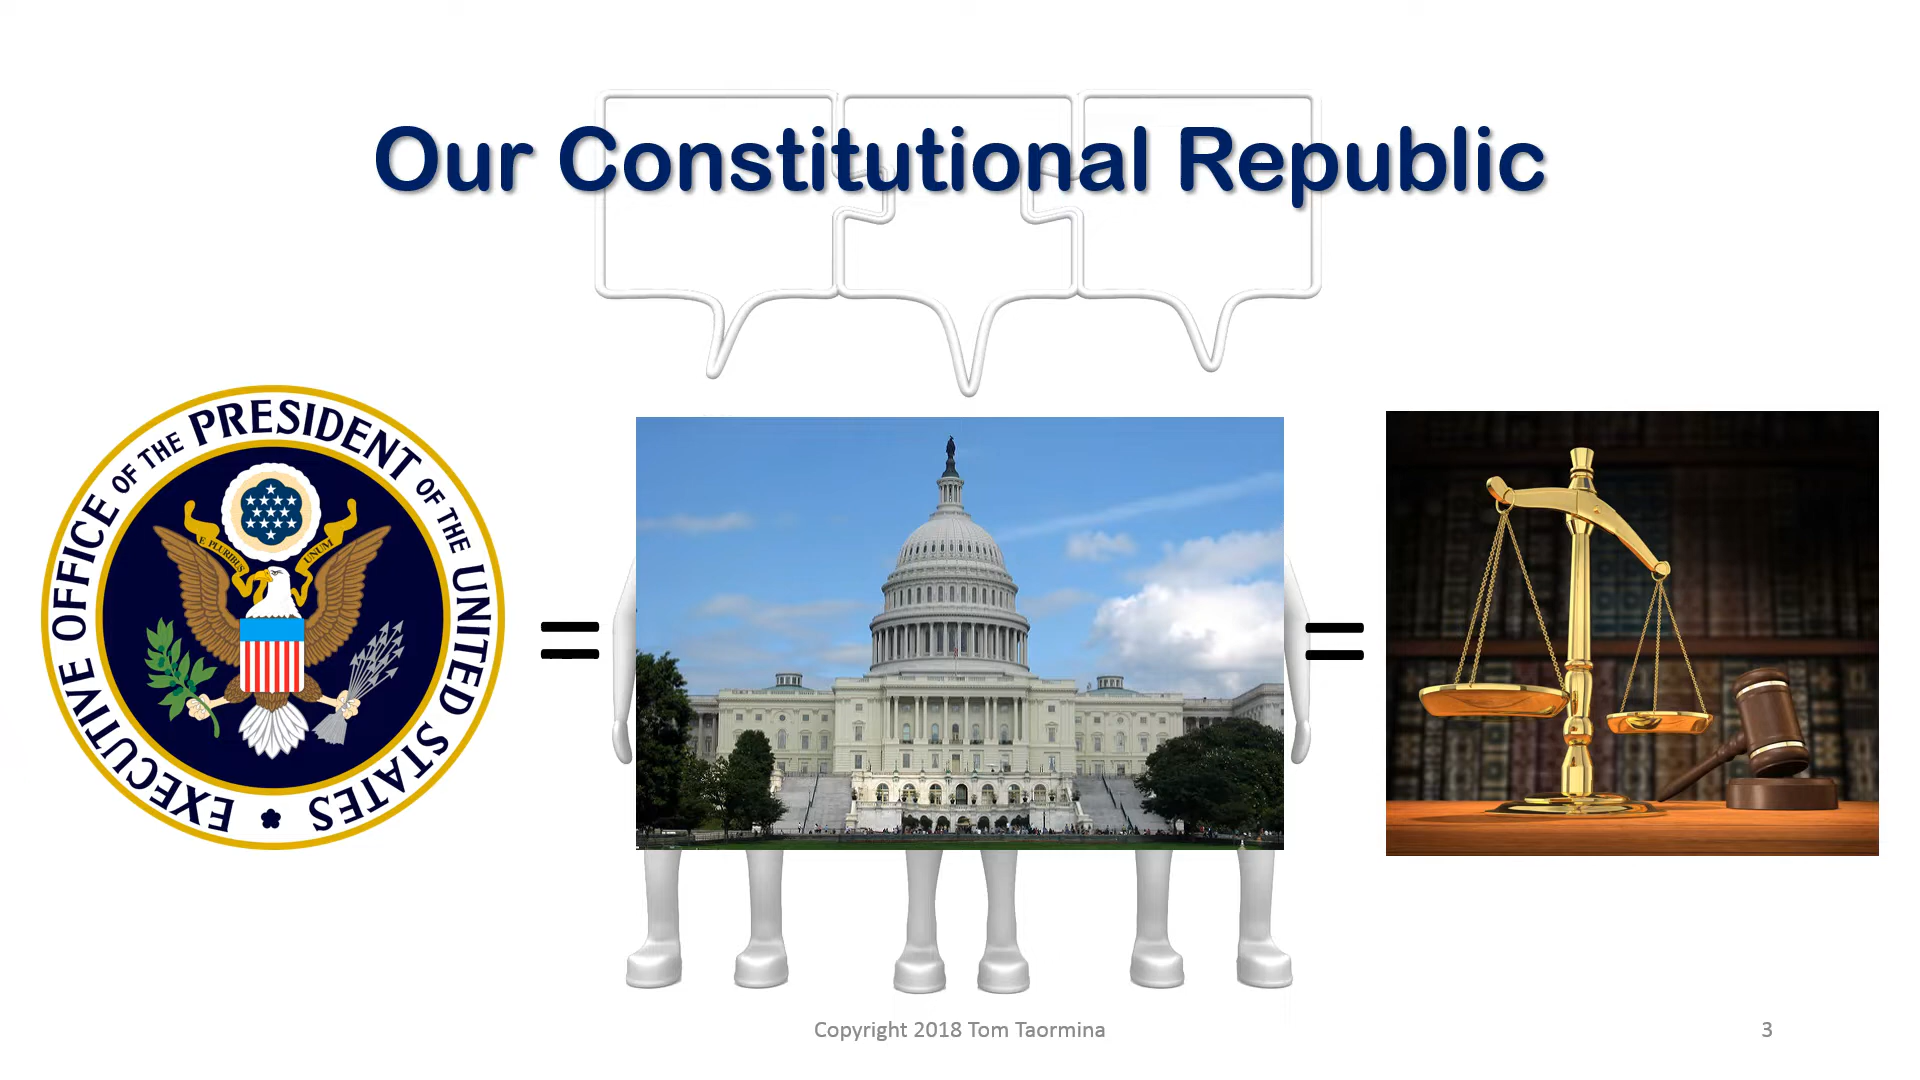 Our Constitutional Republic
EXECUTIVE OFFICE OF THE PRESIDENT OF THE UNITED STATES
E PLURIBUS UNUM
=
=
Copyright 2018 Tom Taormina
3